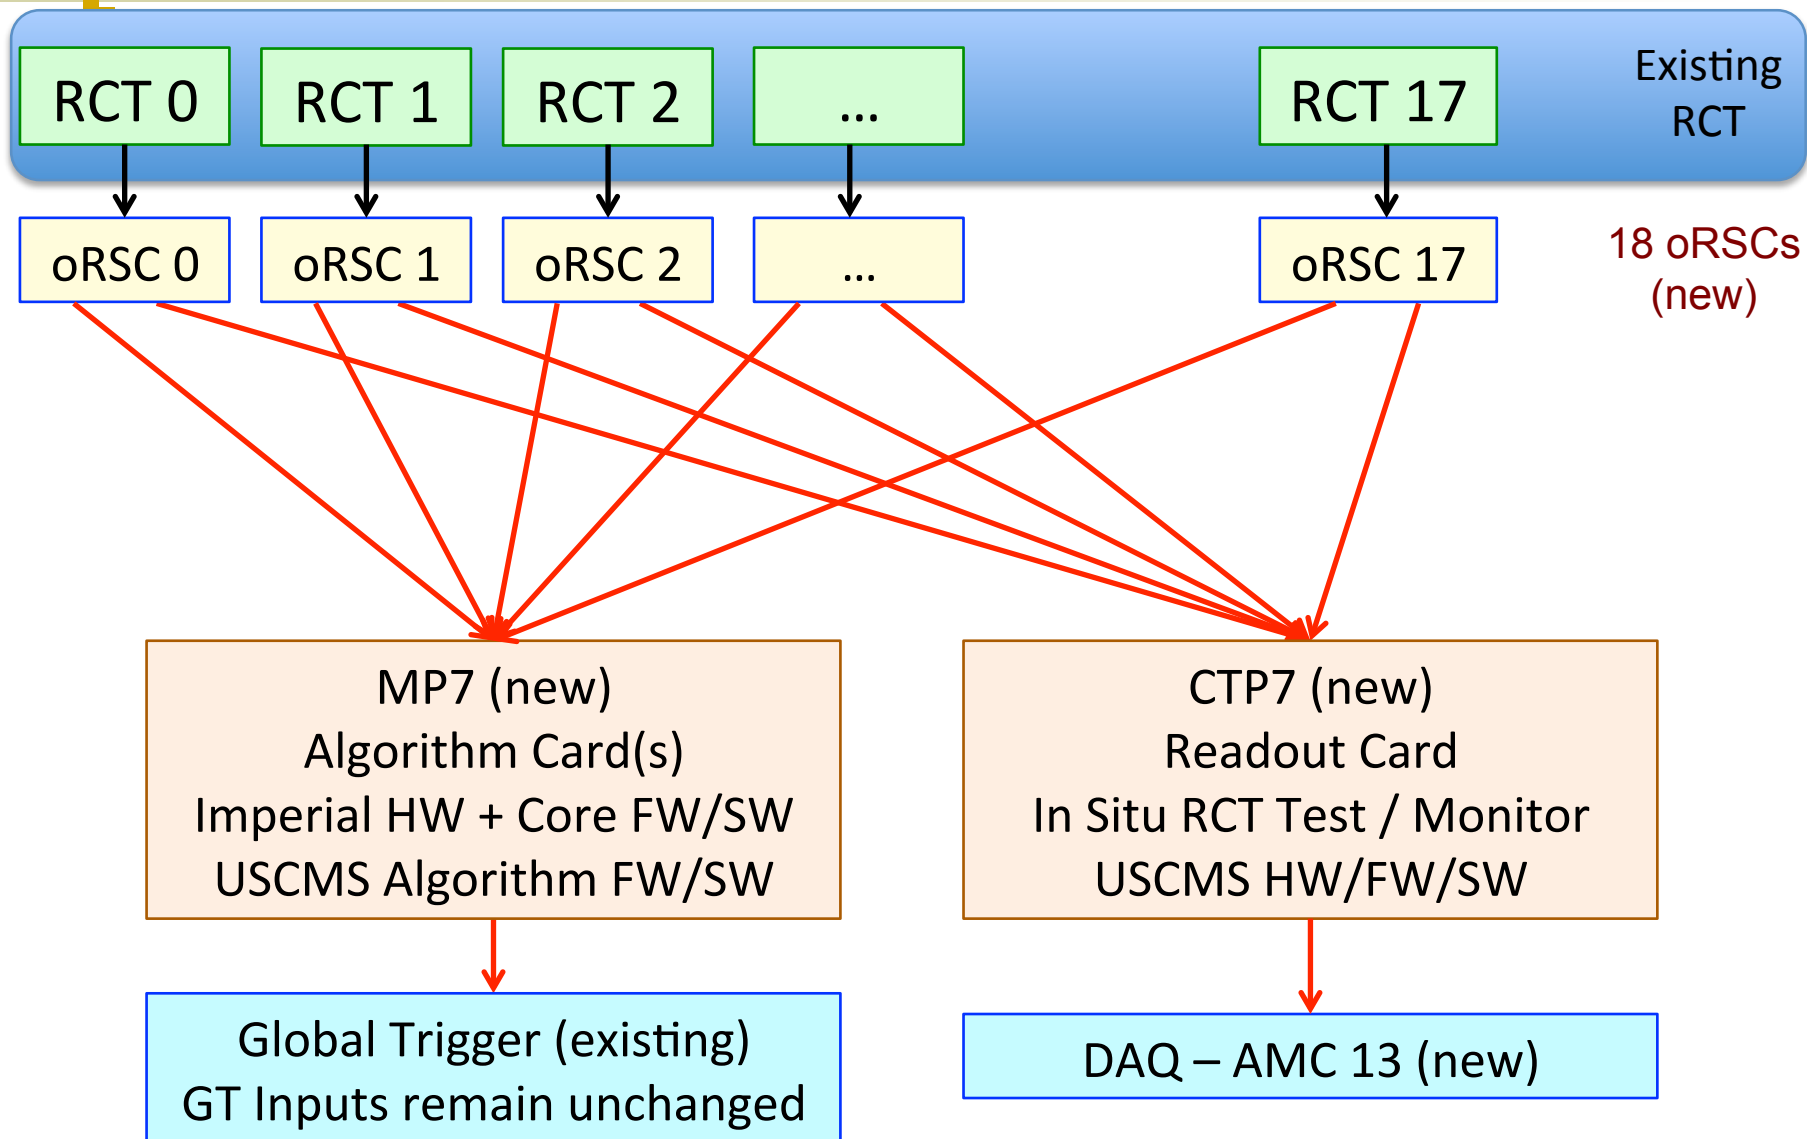 RCT 0
RCT 1
RCT 2
...
RCT 17
Existing
RCT
oRSC 0
oRSC 1
oRSC 2
...
oRSC 17
18 oRSCs
(new)
MP7 (new)
Algorithm Card(s)
Imperial HW + Core FW/SW
USCMS Algorithm FW/SW
CTP7 (new)
Readout Card
In Situ RCT Test / Monitor
USCMS HW/FW/SW
Global Trigger (existing)
GT Inputs remain unchanged
DAQ – AMC 13 (new)